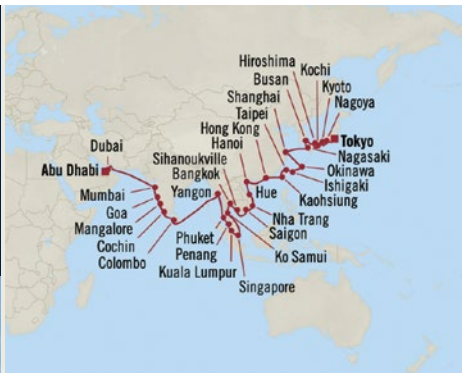 Hiroshima
Busan
Kochi
Shanghai
Kyoto
Taipei
Nagoya
Hong Kong
Tokyo
Hanoi
Dubai
Sihanoukville
Nagasaki
Abu Dhabi
Bangkok
Okinawa
Mumbai
Yangon
Hue
Ishigaki
Goa
Kaohsiung
Mangalore
Nha Trang
Cochin
Phuket
Saigon
Colombo
Penang
Ko Samui
Kuala Lumpur
Singapore